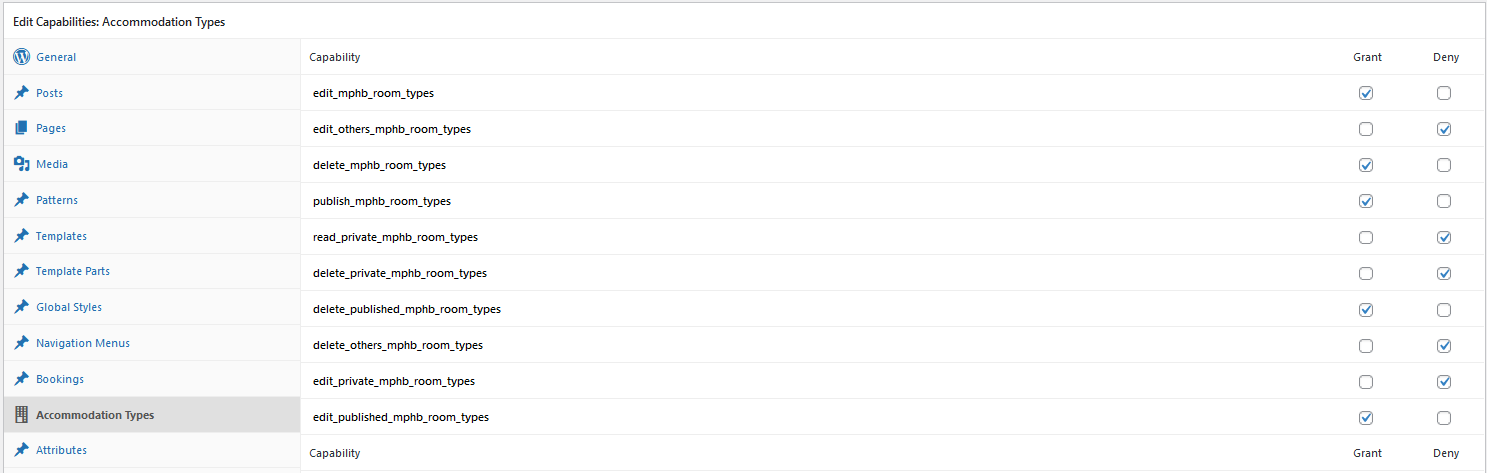 Edit Capabilities: Accommodation Types
General
Capability Grant Deny
Posts
edit_mphb_room_types
Pages
edit_others_mphb_room_types
Media
delete_mphb_room_types
Patterns
publish_mphb_room_types
Templates
read_private_mphb_room_types
Template Parts
delete_private_mphb_room_types
Global Styles
delete_published_mphb_room_types
Navigation Menus
delete_others_mphb_room_types
Bookings
edit_private_mphb_room_types
Accommodation Types
edit_published_mphb_room_types
Attributes
Capability Grant Deny